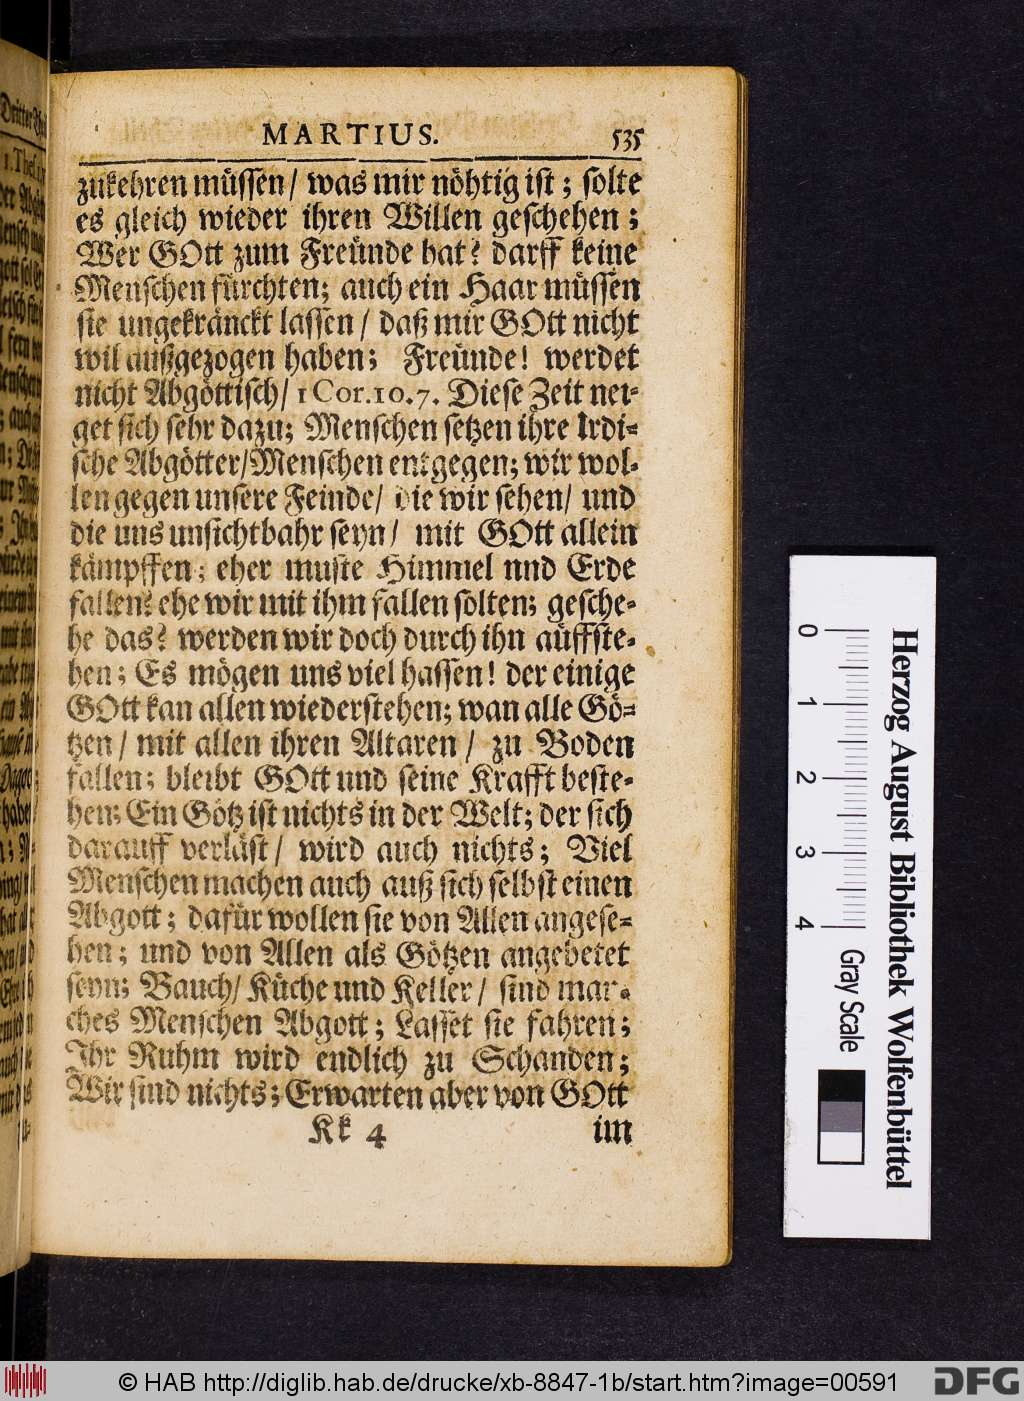 MARTIUS. 535
zukehren müssen / was mir nöhtig ist ; solte
es gleich wieder ihren Willen geschehen ;
Wer GOtt zum Freünde hat? darff keine
Menschen fürchten; auch ein Haar müssen
sie ungekränckt lassen / daß mir GOtt nicht
wil außgezogen haben; Freünde! werdet
nicht Abgöttisch/ 1 Cor. 10. 7. Diese Zeit ner-
get sich sehr dazu; Menschen setzen ihre Irdi-
sche Abgötter/Menschen entgegen; wir wol-
len gegen unsere Feinde/ die wir sehen/ und
die uns unsichtbahr seyn / mit GOtt allein
kämpffen; eher muste Himmel nnd Erde
fallen? ehe wir mit ihm fallen solten; gesche-
he das? werden wir doch durch ihn aüffste-
hen; Es mögen uns viel hassen! der einige
GOtt kan allen wiederstehen; wan alle Gö-
tzen / mit allen ihren Altaren / zu Boden
fallen; bleibt GOtt und seine Krafft beste-
hen; Ein Götz ist nichts in der Welt; der sich
darauff verläst / wird auch nichts; Viel
Menschen machen auch auß sich selbst einen
Abgott; dafür wollen sie von Allen angese-
hen; und von Allen als Götzen angebetet
seyn; Bauch/ Küche und Keller / sind man-
ches Menschen Abgott; Lasset sie fahren;
Ihr Ruhm wird endlich zu Schanden;
Wir sind nichts; Erwarten aber von GOtt
Kk 4 im
0 1 2 3 4 Gray Scale
Herzog August Bibliothek Wolfenbüttel
© HAB http://diglib.hab.de/drucke/xb-8847-1b/start.htm?image=00591
DFG